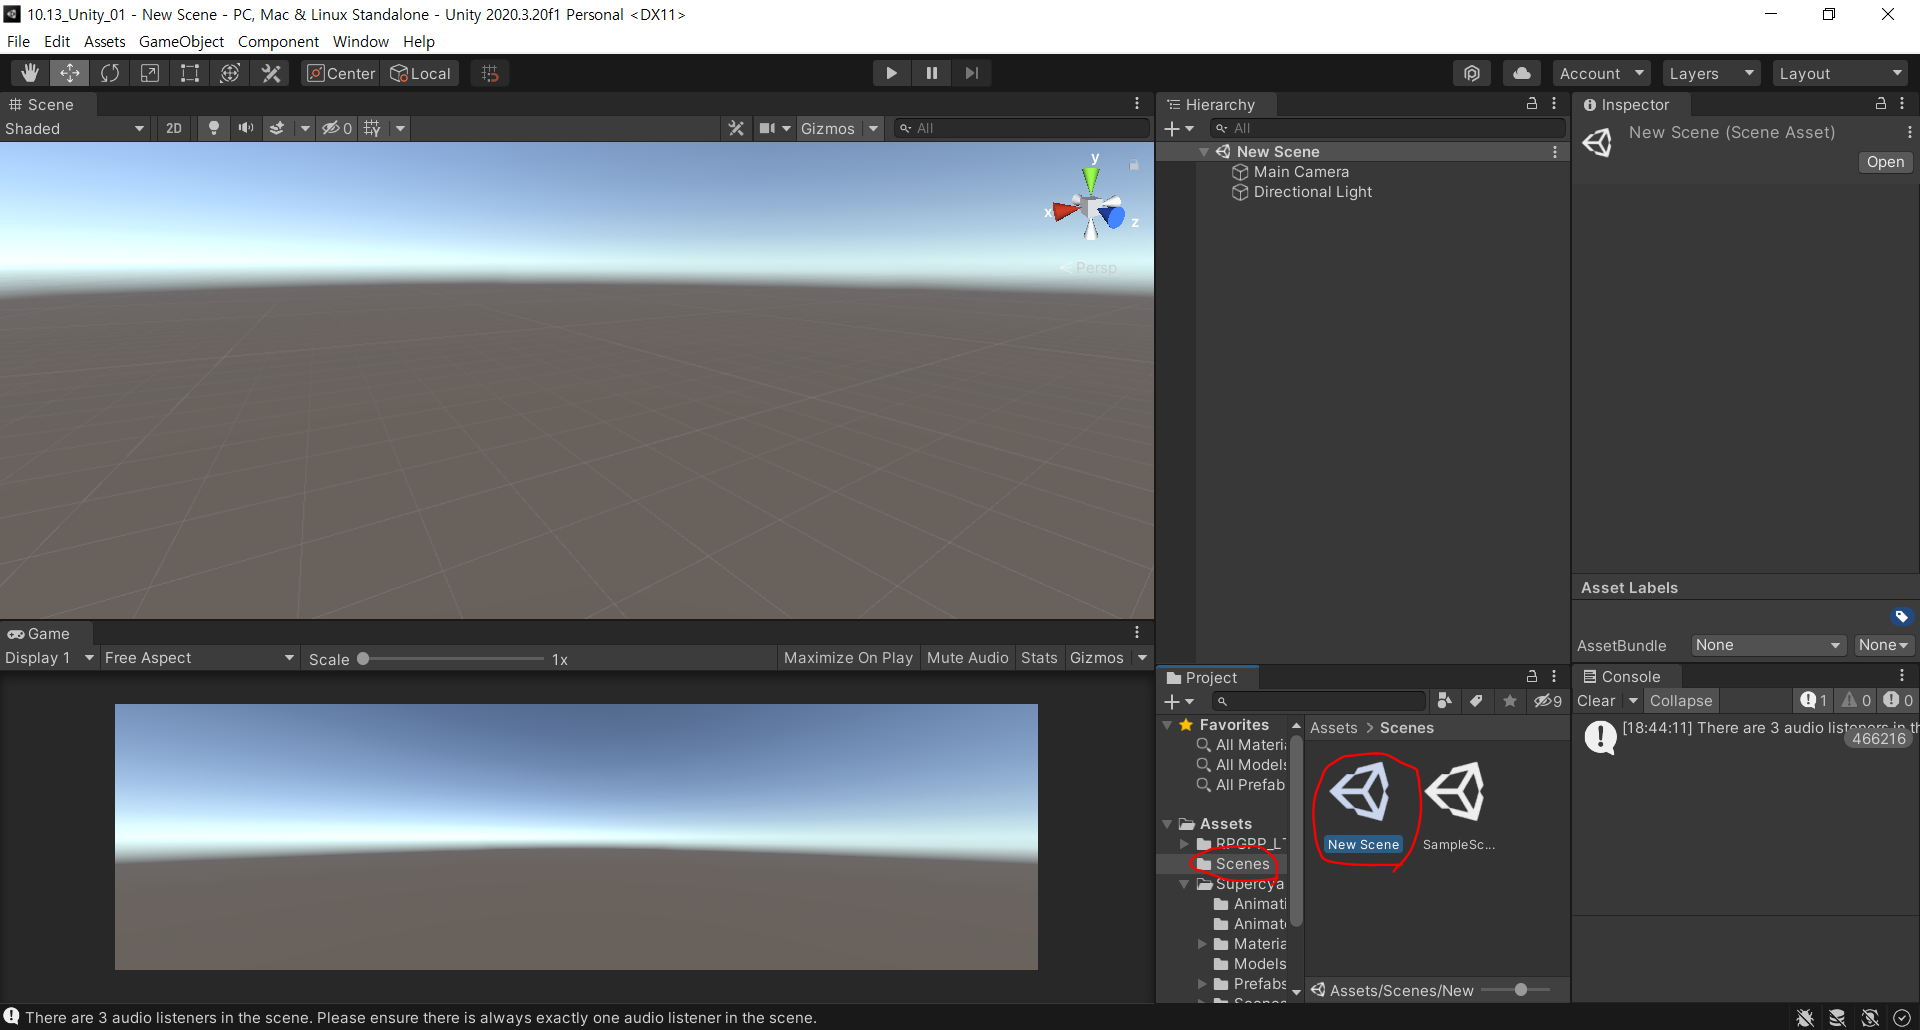 10.13_Unity_01 - New Scene - PC, Mac & Linux Standalone - Unity 2020.3.20f1 Personal <DX11>
File Edit Assets GameObject Component Window Help
Center Local Account Layers Layout
Scene
Shaded 2D 0 Gizmos All
y
x
z
Persp
Hierarchy
All
New Scene
Main Camera
Directional Light
Inspector
New Scene (Scene Asset)
Open
Asset Labels
AssetBundle None None
Game
Display 1 Free Aspect Scale 1x Maximize On Play Mute Audio Stats Gizmos
Project
9
Favorites
All Materia
All Models
All Prefab
Assets
RPGPP_LT
Scenes
Supercya
Animati
Animato
Materia
Models
Prefabs
Scenes
Assets > Scenes
New Scene
SampleSc...
Assets/Scenes/New
Console
Clear Collapse 1 0 0
[18:44:11] There are 3 audio listeners in th
466216
There are 3 audio listeners in the scene. Please ensure there is always exactly one audio listener in the scene.